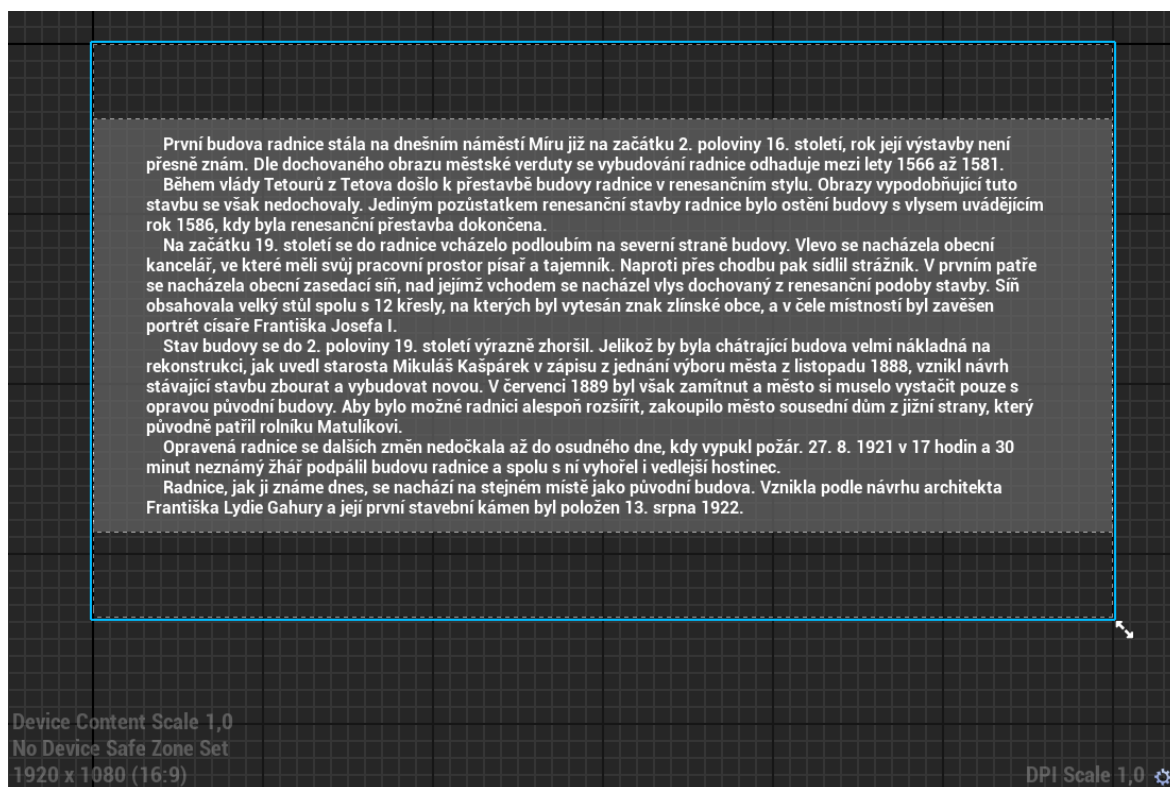 První budova radnice stála na dnešním náměstí Míru již na začátku 2. poloviny 16. století, rok její výstavby není
přesně znám. Dle dochovaného obrazu městské verduty se vybudování radnice odhaduje mezi lety 1566 až 1581.
Během vlády Tetourů z Tetova došlo k přestavbě budovy radnice v renesančním stylu. Obrazy vypodobňující tuto
stavbu se však nedochovaly. Jediným pozůstatkem renesanční stavby radnice bylo ostění budovy s vlysem uvádějícím
rok 1586, kdy byla renesanční přestavba dokončena.
Na začátku 19. století se do radnice vcházelo podloubím na severní straně budovy. Vlevo se nacházela obecní
kancelář, ve které měli svůj pracovní prostor písař a tajemník. Naproti přes chodbu pak sídlil strážník. V prvním patře
se nacházela obecní zasedací síň, nad jejímž vchodem se nacházel vlys dochovaný z renesanční podoby stavby. Síň
obsahovala velký stůl spolu s 12 křesly, na kterých byl vytesán znak zlínské obce, a v čele místností byl zavěšen
portrét císaře Františka Josefa I.
Stav budovy se do 2. poloviny 19. století výrazně zhoršil. Jelikož by byla chátrající budova velmi nákladná na
rekonstrukci, jak uvedl starosta Mikuláš Kašpárek v zápisu z jednání výboru města z listopadu 1888, vznikl návrh
stávající stavbu zbourat a vybudovat novou. V červenci 1889 byl však zamítnut a město si muselo vystačit pouze s
opravou původní budovy. Aby bylo možné radnici alespoň rozšířit, zakoupilo město sousední dům z jižní strany, který
původně patřil rolníku Matulíkovi.
Opravená radnice se dalších změn nedočkala až do osudného dne, kdy vypukl požár. 27. 8. 1921 v 17 hodin a 30
minut neznámý žhář podpálil budovu radnice a spolu s ní vyhořel i vedlejší hostinec.
Radnice, jak ji známe dnes, se nachází na stejném místě jako původní budova. Vznikla podle návrhu architekta
Františka Lydie Gahury a její první stavební kámen byl položen 13. srpna 1922.
Device Content Scale 1,0
No Device Safe Zone Set
1920 x 1080 (16:9)
DPI Scale 1,0